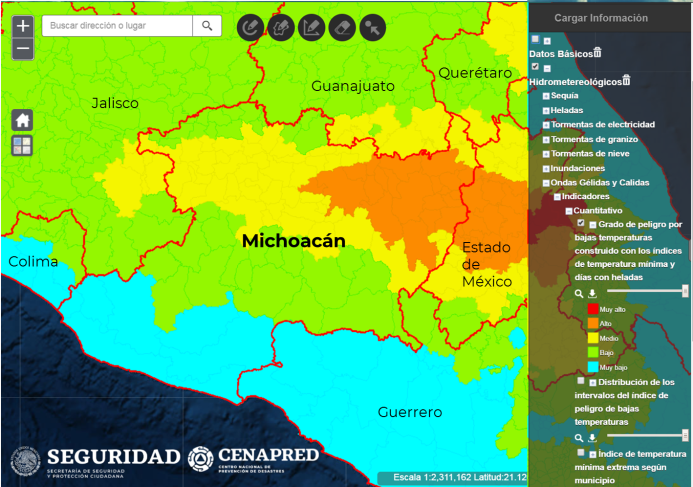 Buscar dirección o lugar
Cargar Información
Datos Básicos
Hidrometereológicos
Sequía
Heladas
Tormentas de electricidad
Tormentas de granizo
Tormentas de nieve
Inundaciones
Ondas Gélidas y Calidas
Indicadores
Cuantitativo
Grado de peligro por
bajas temperaturas
construido con los índices
de temperatura mínima y
días con heladas
Muy alto
Alto
Medio
Bajo
Muy bajo
Distribución de los
intervalos del índice de
peligro de bajas
temperaturas
Índice de temperatura
mínima extrema según
municipio
Querétaro
Guanajuato
Jalisco
Michoacán
Estado
de
México
Colima
Guerrero
SEGURIDAD
SECRETARÍA DE SEGURIDAD
Y PROTECCIÓN CIUDADANA
CENAPRED
CENTRO NACIONAL DE
PREVENCIÓN DE DESASTRES
Escala 1:2,311,162 Latitud:21.12